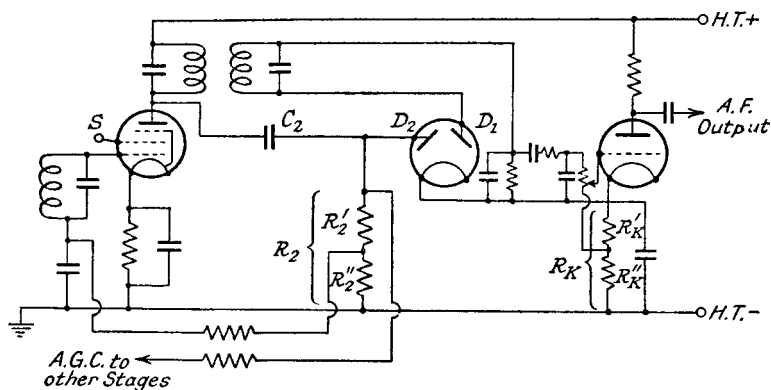 H.T.+
S
C₂
D₂
D₁
A.F.
Output
R₂
R₂′
R₂″
R_K
R_K′
R_K″
H.T.-
A.G.C. to
other Stages